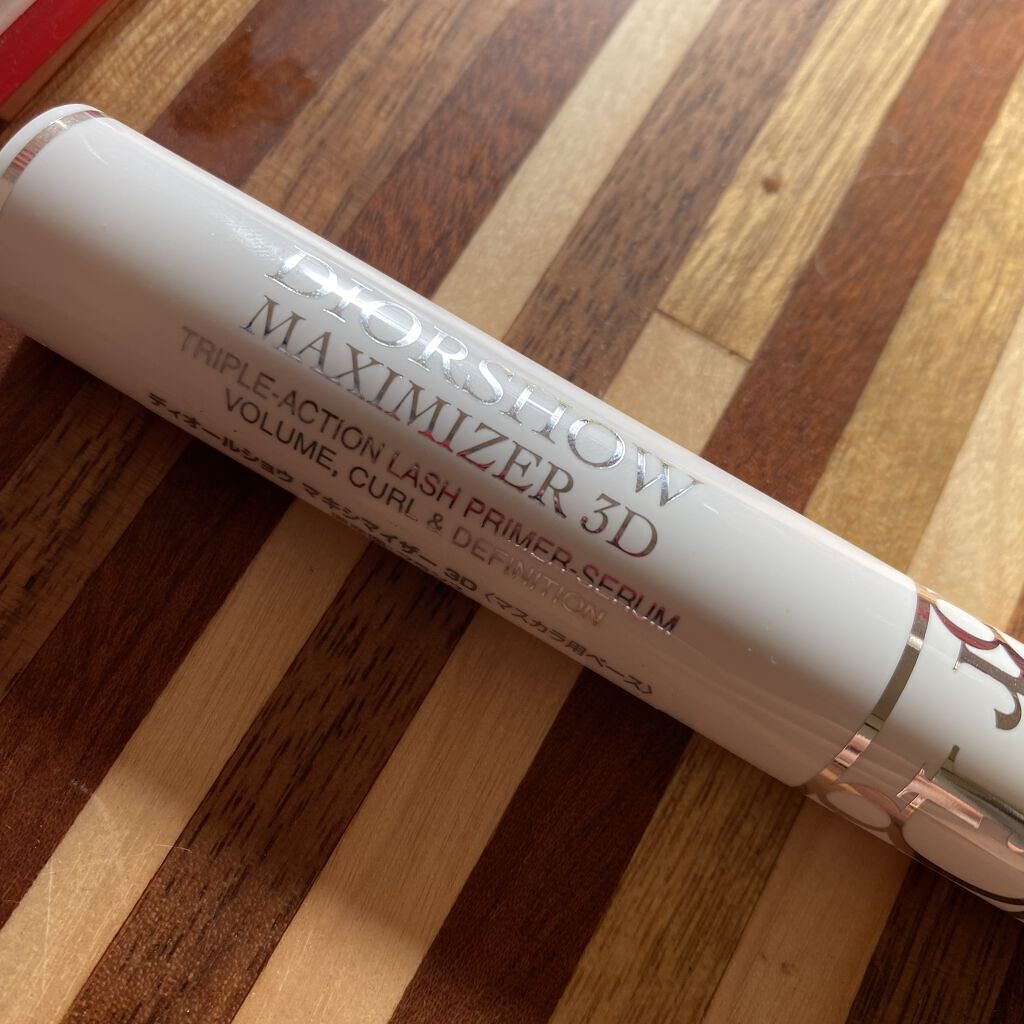 DIORSHOW
MAXIMIZER 3D
TRIPLE-ACTION LASH PRIMER-SERUM
VOLUME, CURL & DEFINITION
ディオールショウ マキシマイザー 3D〈マスカラ用ベース〉